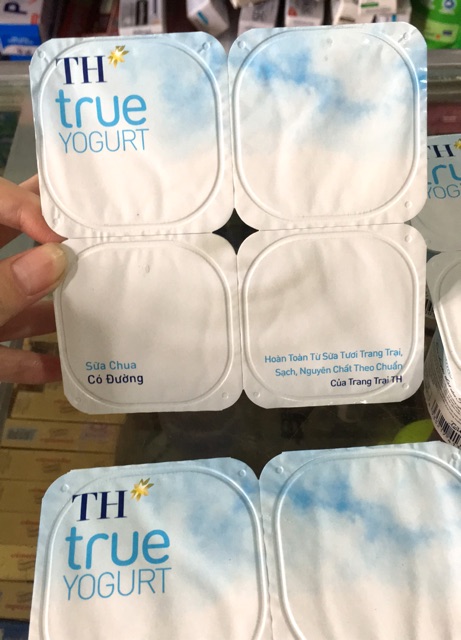 TH
true
YOGURT
Sữa Chua
Có Đường
Hoàn Toàn Từ Sữa Tươi Trang Trại,
Sạch, Nguyên Chất Theo Chuẩn
Của Trang Trại TH
TH
true
YOGURT